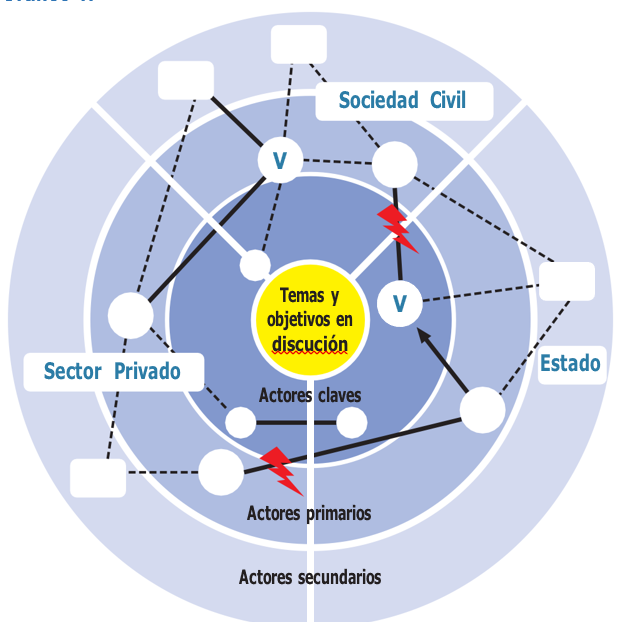 Sociedad Civil
V
V
Temas y
objetivos en
discución
Estado
Sector Privado
Actores claves
Actores primarios
Actores secundarios